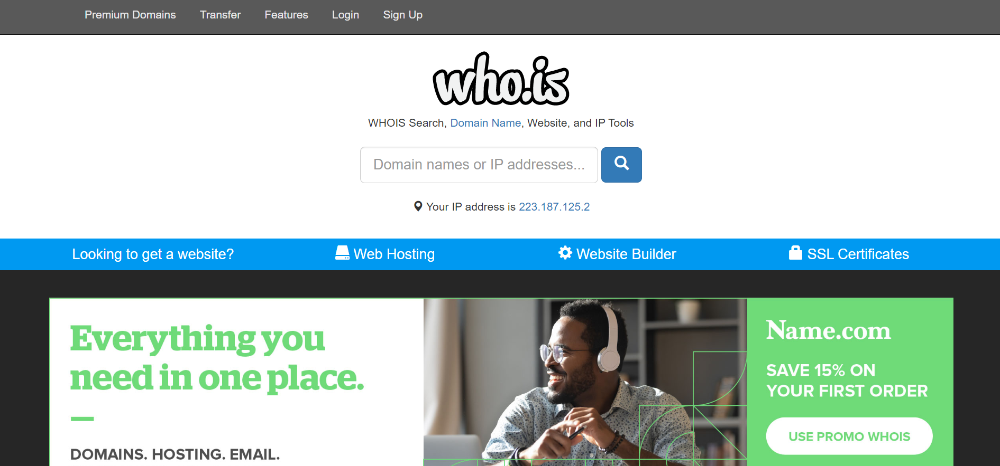 Premium Domains Transfer Features Login Sign Up
who.is
WHOIS Search, Domain Name, Website, and IP Tools
Domain names or IP addresses...
Your IP address is 223.187.125.2
Looking to get a website? Web Hosting Website Builder SSL Certificates
Everything you
need in one place.
DOMAINS. HOSTING. EMAIL.
Name.com
SAVE 15% ON
YOUR FIRST ORDER
USE PROMO WHOIS